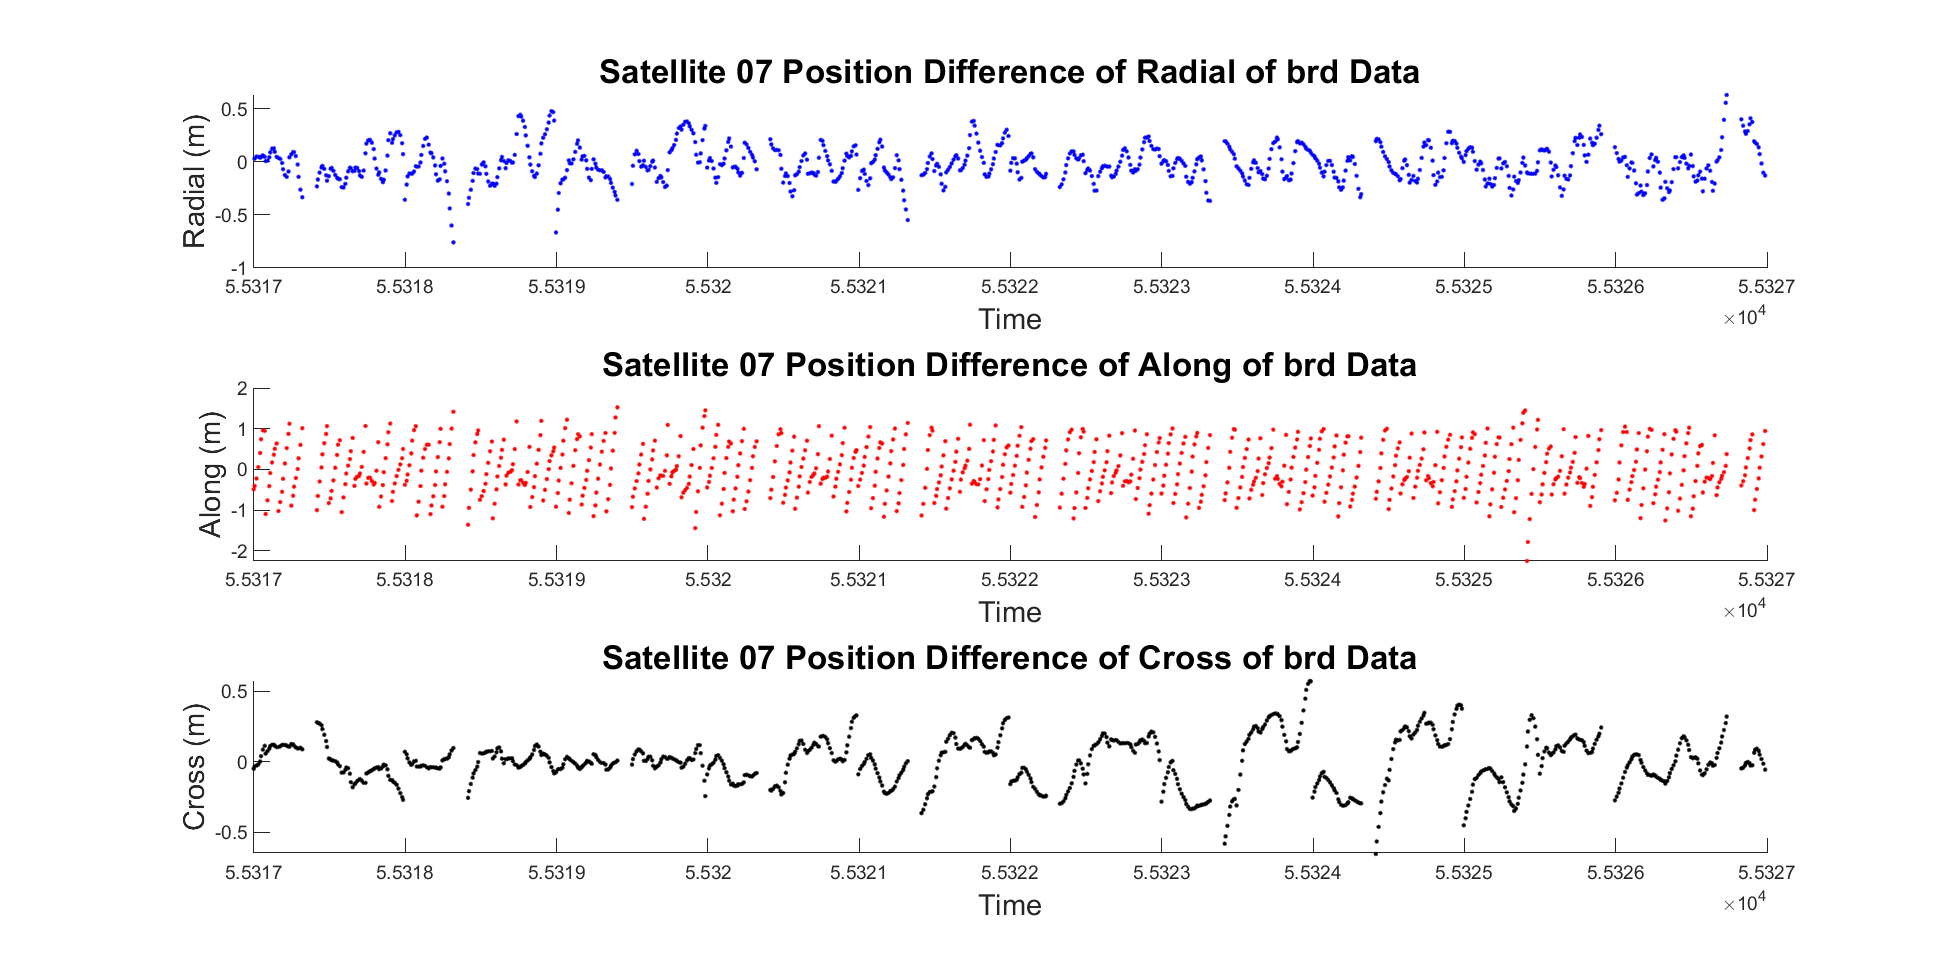 Satellite 07 Position Difference of Radial of brd Data
Radial (m)
0.5
0
-0.5
-1
5.5317 5.5318 5.5319 5.532 5.5321 5.5322 5.5323 5.5324 5.5325 5.5326 5.5327
×10^4
Time
Satellite 07 Position Difference of Along of brd Data
Along (m)
2
1
0
-1
-2
5.5317 5.5318 5.5319 5.532 5.5321 5.5322 5.5323 5.5324 5.5325 5.5326 5.5327
×10^4
Time
Satellite 07 Position Difference of Cross of brd Data
Cross (m)
0.5
0
-0.5
5.5317 5.5318 5.5319 5.532 5.5321 5.5322 5.5323 5.5324 5.5325 5.5326 5.5327
×10^4
Time